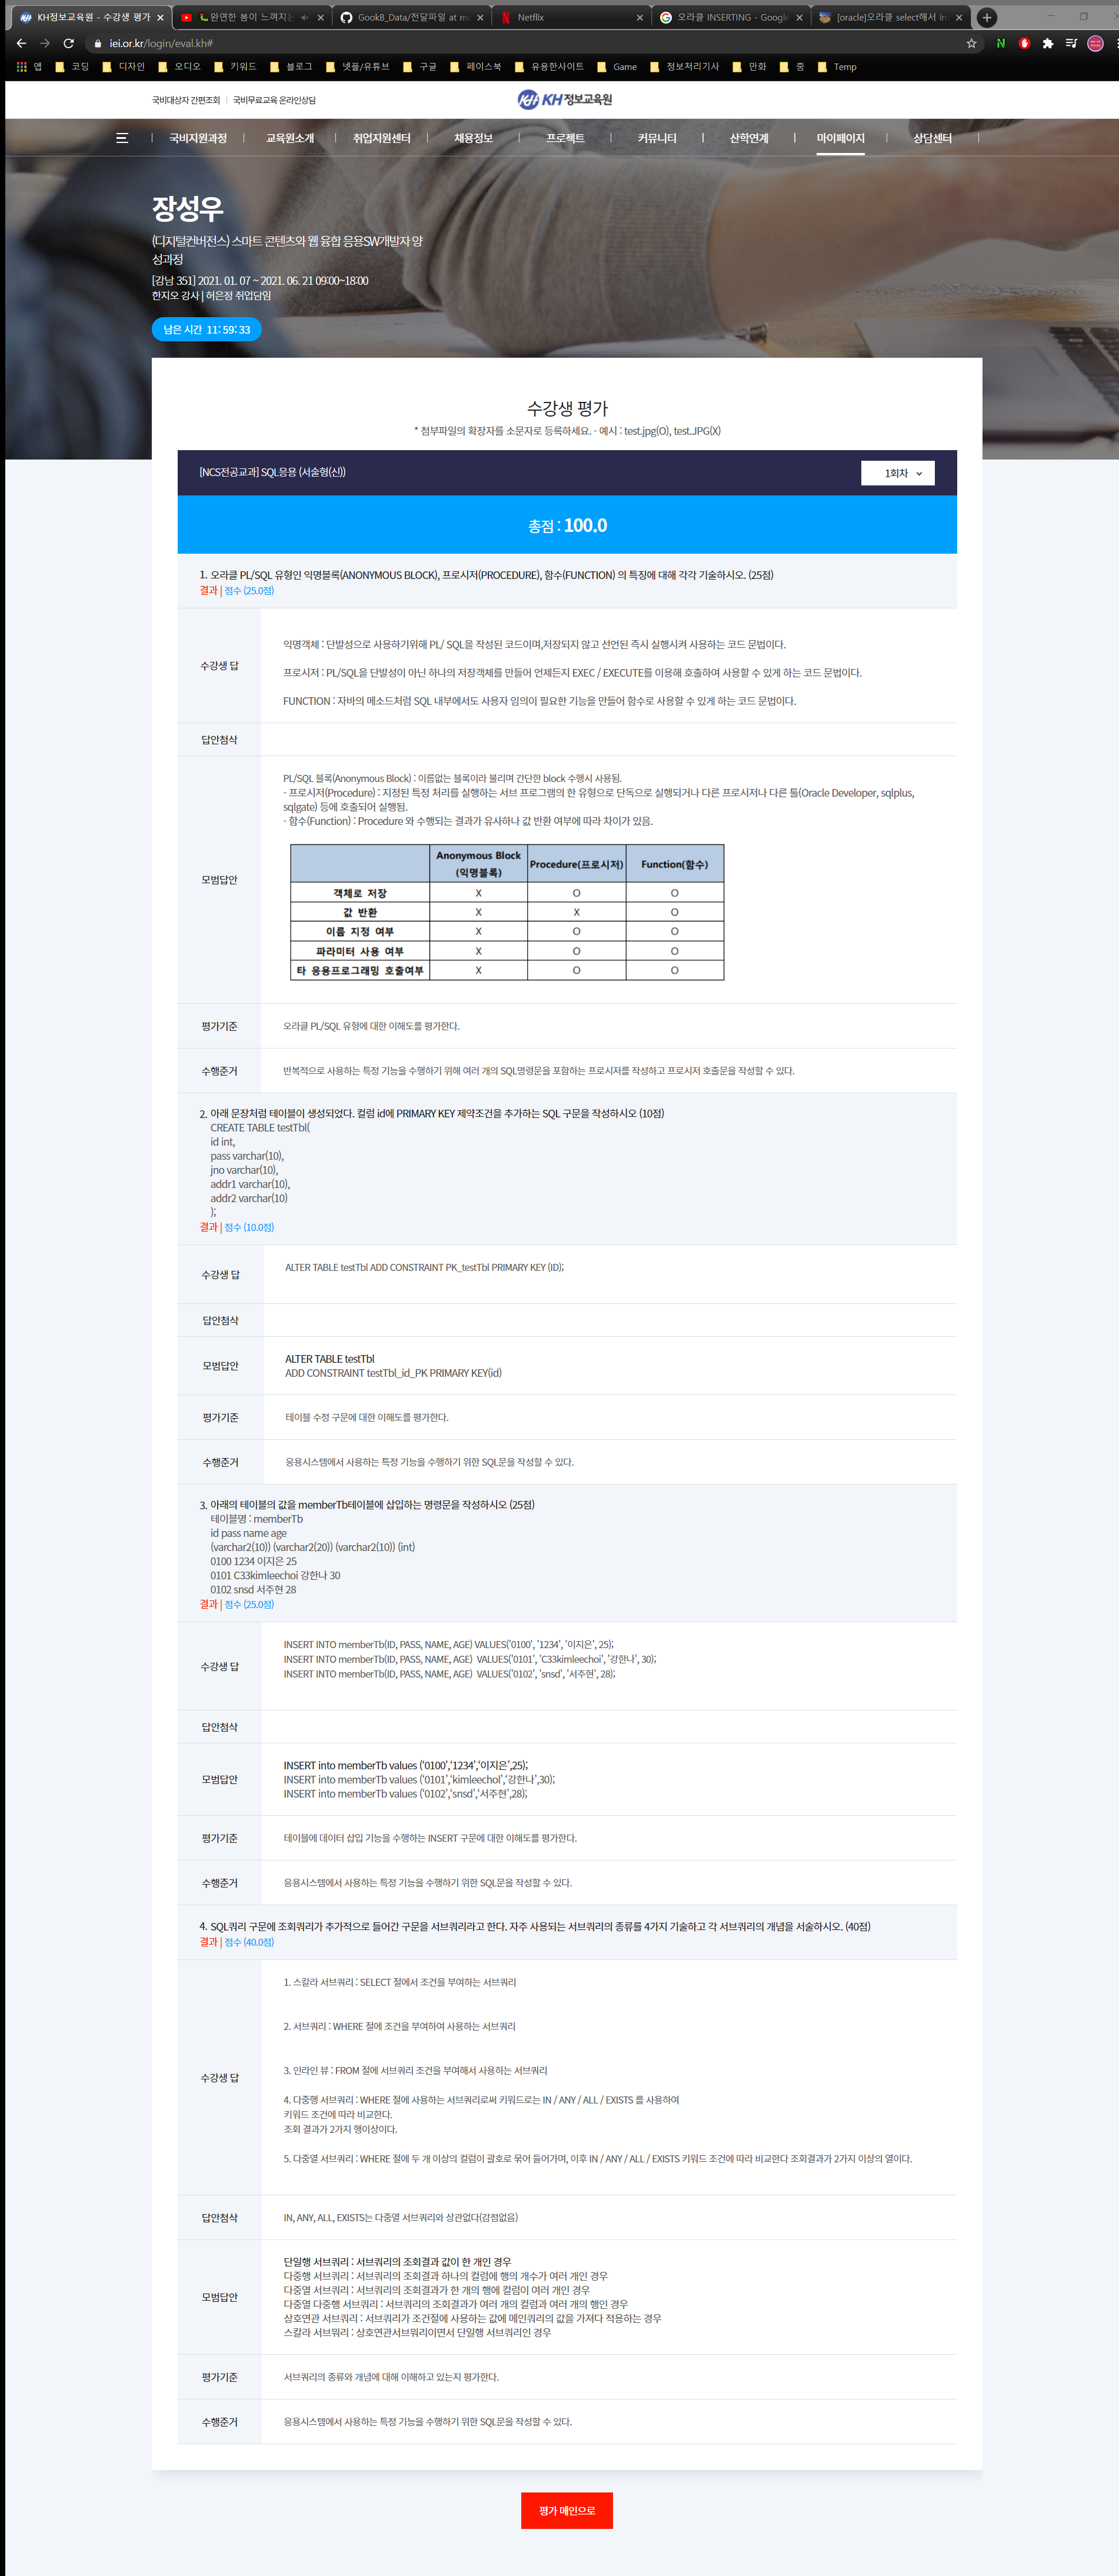 KH정보교육원 - 수강생 평가
완연한 봄이 느껴지는
GookB_Data/전달파일 at ma
Netflix
오라클 INSERTING - Google
[oracle]오라클 select해서 in
iei.or.kr/login/eval.kh#
앱 코딩 디자인 오디오 키워드 블로그 넷플/유튜브 구글 페이스북 유용한사이트 Game 정보처리기사 만화 줌 Temp
국비대상자 간편조회 | 국비무료교육 온라인상담
KH정보교육원
국비지원과정 교육원소개 취업지원센터 채용정보 프로젝트 커뮤니티 산학연계 마이페이지 상담센터
장성우
(디지털컨버전스) 스마트 콘텐츠와 웹 융합 응용SW개발자 양
성과정
[강남 351] 2021. 01. 07 ~ 2021. 06. 21 09:00~18:00
한지오 강사 | 허은정 취업담임
남은 시간 11: 59: 33
수강생 평가
* 첨부파일의 확장자를 소문자로 등록하세요. - 예시 : test.jpg(O), test.JPG(X)
[NCS전공교과] SQL응용 (서술형(신))
1회차
총점 : 100.0
1. 오라클 PL/SQL 유형인 익명블록(ANONYMOUS BLOCK), 프로시저(PROCEDURE), 함수(FUNCTION) 의 특징에 대해 각각 기술하시오. (25점)
결과 | 점수 (25.0점)
수강생 답
익명객체 : 단발성으로 사용하기위해 PL/ SQL을 작성된 코드이며,저장되지 않고 선언된 즉시 실행시켜 사용하는 코드 문법이다.
프로시저 : PL/SQL을 단발성이 아닌 하나의 저장객체를 만들어 언제든지 EXEC / EXECUTE를 이용해 호출하여 사용할 수 있게 하는 코드 문법이다.
FUNCTION : 자바의 메소드처럼 SQL 내부에서도 사용자 임의이 필요한 기능을 만들어 함수로 사용할 수 있게 하는 코드 문법이다.
답안첨삭
모범답안
PL/SQL 블록(Anonymous Block) : 이름없는 블록이라 불리며 간단한 block 수행시 사용됨.
- 프로시저(Procedure) : 지정된 특정 처리를 실행하는 서브 프로그램의 한 유형으로 단독으로 실행되거나 다른 프로시저나 다른 툴(Oracle Developer, sqlplus,
sqlgate) 등에 호출되어 실행됨.
- 함수(Function) : Procedure 와 수행되는 결과가 유사하나 값 반환 여부에 따라 차이가 있음.
Anonymous Block
(익명블록)
Procedure(프로시저)
Function(함수)
객체로 저장 X O O
값 반환 X X O
이름 지정 여부 X O O
파라미터 사용 여부 X O O
타 응용프로그래밍 호출여부 X O O
평가기준
오라클 PL/SQL 유형에 대한 이해도를 평가한다.
수행준거
반복적으로 사용하는 특정 기능을 수행하기 위해 여러 개의 SQL명령문을 포함하는 프로시저를 작성하고 프로시저 호출문을 작성할 수 있다.
2. 아래 문장처럼 테이블이 생성되었다. 컬럼 id에 PRIMARY KEY 제약조건을 추가하는 SQL 구문을 작성하시오 (10점)
CREATE TABLE testTbl(
id int,
pass varchar(10),
jno varchar(10),
addr1 varchar(10),
addr2 varchar(10)
);
결과 | 점수 (10.0점)
수강생 답
ALTER TABLE testTbl ADD CONSTRAINT PK_testTbl PRIMARY KEY (ID);
답안첨삭
모범답안
ALTER TABLE testTbl
ADD CONSTRAINT testTbl_id_PK PRIMARY KEY(id)
평가기준
테이블 수정 구문에 대한 이해도를 평가한다.
수행준거
응용시스템에서 사용하는 특정 기능을 수행하기 위한 SQL문을 작성할 수 있다.
3. 아래의 테이블의 값을 memberTb테이블에 삽입하는 명령문을 작성하시오 (25점)
테이블명 : memberTb
id pass name age
(varchar2(10)) (varchar2(20)) (varchar2(10)) (int)
0100 1234 이지은 25
0101 C33kimleechoi 강한나 30
0102 snsd 서주현 28
결과 | 점수 (25.0점)
수강생 답
INSERT INTO memberTb(ID, PASS, NAME, AGE) VALUES('0100', '1234', '이지은', 25);
INSERT INTO memberTb(ID, PASS, NAME, AGE) VALUES('0101', 'C33kimleechoi', '강한나', 30);
INSERT INTO memberTb(ID, PASS, NAME, AGE) VALUES('0102', 'snsd', '서주현', 28);
답안첨삭
모범답안
INSERT into memberTb values (‘0100’,‘1234’,‘이지은’,25);
INSERT into memberTb values (‘0101’,‘kimleechoI’,‘강한나’,30);
INSERT into memberTb values (‘0102’,‘snsd’,‘서주현’,28);
평가기준
테이블에 데이터 삽입 기능을 수행하는 INSERT 구문에 대한 이해도를 평가한다.
수행준거
응용시스템에서 사용하는 특정 기능을 수행하기 위한 SQL문을 작성할 수 있다.
4. SQL쿼리 구문에 조회쿼리가 추가적으로 들어간 구문을 서브쿼리라고 한다. 자주 사용되는 서브쿼리의 종류를 4가지 기술하고 각 서브쿼리의 개념을 서술하시오. (40점)
결과 | 점수 (40.0점)
수강생 답
1. 스칼라 서브쿼리 : SELECT 절에서 조건을 부여하는 서브쿼리
2. 서브쿼리 : WHERE 절에 조건을 부여하여 사용하는 서브쿼리
3. 인라인 뷰 : FROM 절에 서브쿼리 조건을 부여해서 사용하는 서브쿼리
4. 다중행 서브쿼리 : WHERE 절에 사용하는 서브쿼리로써 키워드로는 IN / ANY / ALL / EXISTS 를 사용하여
키워드 조건에 따라 비교한다.
조회 결과가 2가지 행이상이다.
5. 다중열 서브쿼리 : WHERE 절에 두 개 이상의 컬럼이 괄호로 묶어 들어가며, 이후 IN / ANY / ALL / EXISTS 키워드 조건에 따라 비교한다 조회결과가 2가지 이상의 열이다.
답안첨삭
IN, ANY, ALL, EXISTS는 다중열 서브쿼리와 상관없다(감점없음)
모범답안
단일행 서브쿼리 : 서브쿼리의 조회결과 값이 한 개인 경우
다중행 서브쿼리 : 서브쿼리의 조회결과 하나의 컬럼에 행의 개수가 여러 개인 경우
다중열 서브쿼리 : 서브쿼리의 조회결과가 한 개의 행에 컬럼이 여러 개인 경우
다중열 다중행 서브쿼리 : 서브쿼리의 조회결과가 여러 개의 컬럼과 여러 개의 행인 경우
상호연관 서브쿼리 : 서브쿼리가 조건절에 사용하는 값에 메인쿼리의 값을 가져다 적용하는 경우
스칼라 서브뭐리 : 상호연관서브뭐리이면서 단일행 서브쿼리인 경우
평가기준
서브쿼리의 종류와 개념에 대해 이해하고 있는지 평가한다.
수행준거
응용시스템에서 사용하는 특정 기능을 수행하기 위한 SQL문을 작성할 수 있다.
평가 메인으로